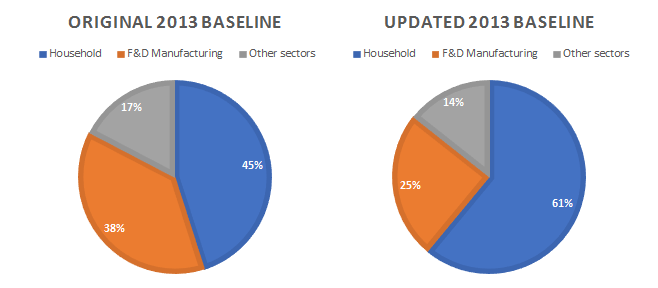 ORIGINAL 2013 BASELINE
Household F&D Manufacturing Other sectors
17%
45%
38%
UPDATED 2013 BASELINE
Household F&D Manufacturing Other sectors
14%
25%
61%